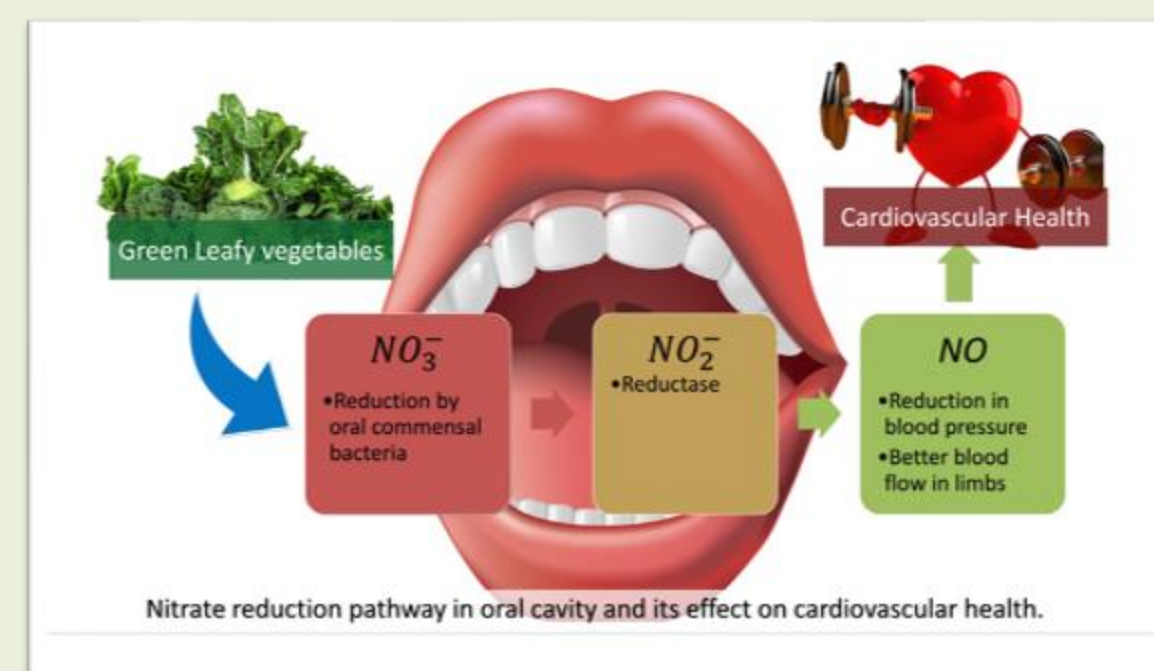 Green Leafy vegetables
Cardiovascular Health
NO₃⁻
•Reduction by
oral commensal
bacteria
NO₂⁻
•Reductase
NO
•Reduction in
blood pressure
•Better blood
flow in limbs
Nitrate reduction pathway in oral cavity and its effect on cardiovascular health.